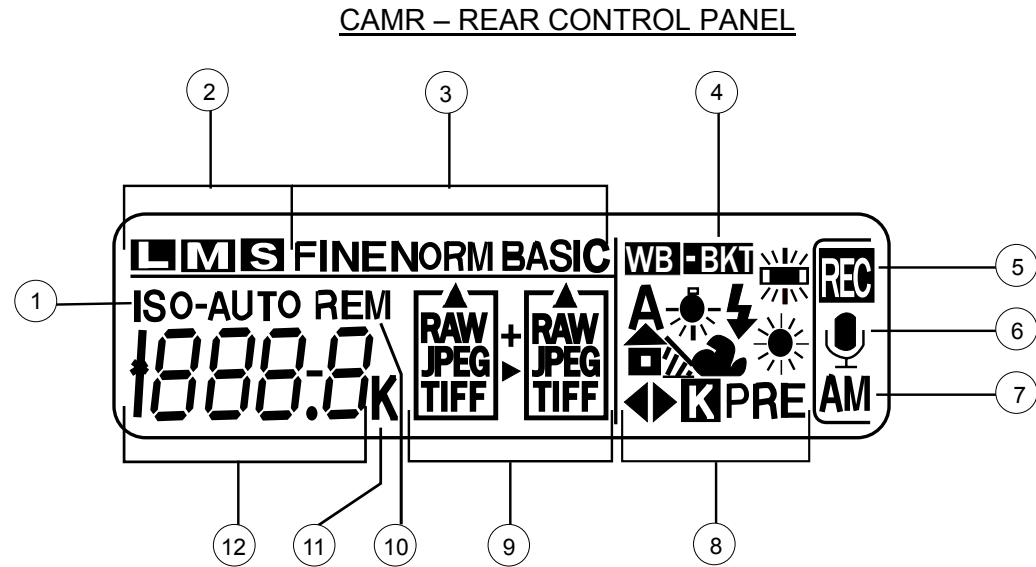 CAMR – REAR CONTROL PANEL
2 3 4
L M S FINE NORM BASIC WB -BKT REC 5
1 ISO-AUTO REM A 6
RAW + RAW
JPEG JPEG
TIFF TIFF
1888.8K K PRE AM 7
12 11 10 9 8